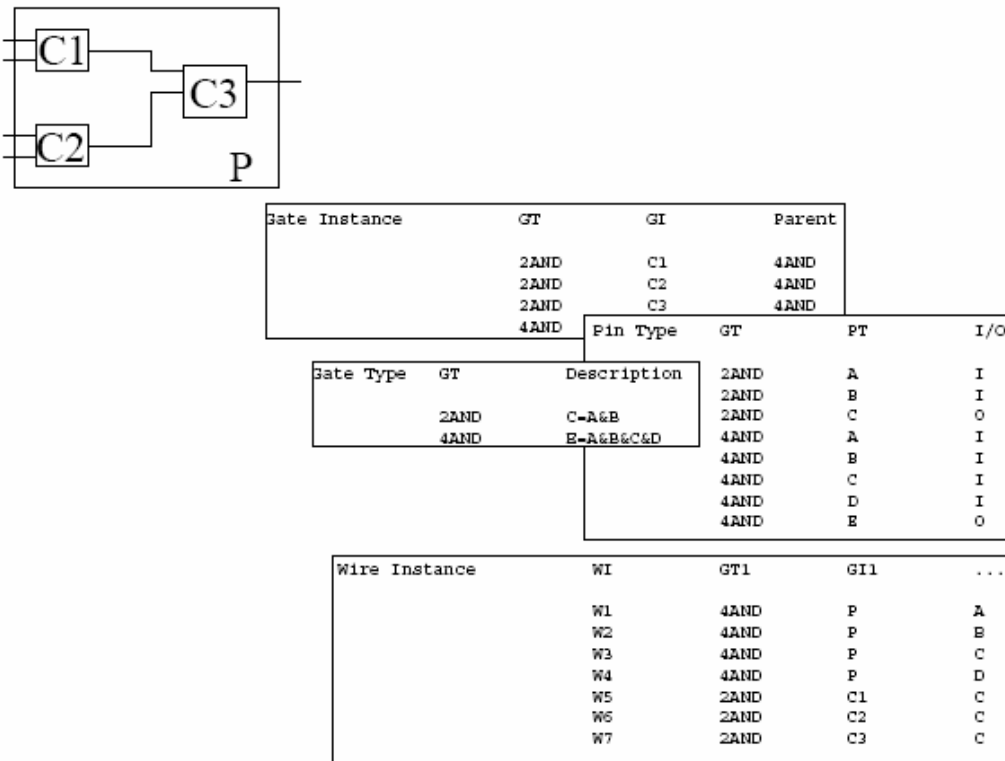 C1
C3
C2
P
Gate Instance GT GI Parent
2AND C1 4AND
2AND C2 4AND
2AND C3 4AND
4AND
Pin Type GT PT I/O
2AND A I
2AND B I
2AND C O
4AND A I
4AND B I
4AND C I
4AND D I
4AND E O
Gate Type GT Description
2AND C=A&B
4AND E=A&B&C&D
Wire Instance WI GT1 GI1 ...
W1 4AND P A
W2 4AND P B
W3 4AND P C
W4 4AND P D
W5 2AND C1 C
W6 2AND C2 C
W7 2AND C3 C